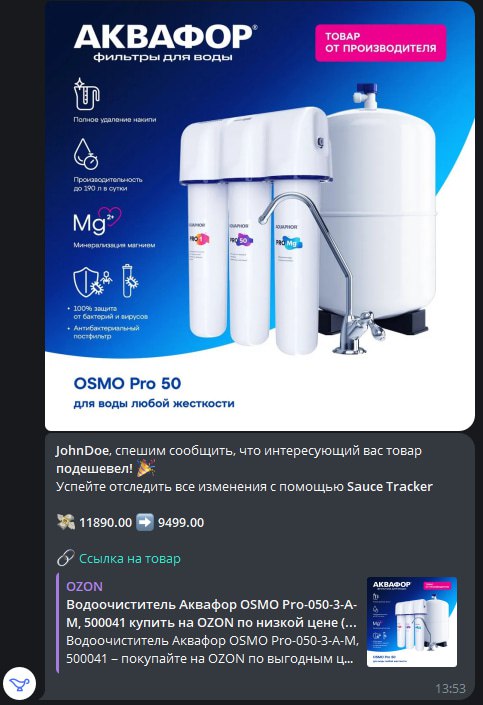 АКВАФОР®
фильтры для воды
ТОВАР
ОТ ПРОИЗВОДИТЕЛЯ
Полное удаление накипи
Производительность
до 190 л в сутки
Mg2+
Минерализация магнием
• 100% защита
от бактерий и вирусов
• Антибактериальный
постфильтр
AQUAPHOR
PRO 1
AQUAPHOR
PRO 50
AQUAPHOR
PRO Mg
OSMO Pro 50
для воды любой жесткости
JohnDoe, спешим сообщить, что интересующий вас товар
подешевел! 🎉
Успейте отследить все изменения с помощью Sauce Tracker
💸 11890.00 ➡️ 9499.00
🔗 Ссылка на товар
OZON
Водоочиститель Аквафор OSMO Pro-050-3-А-
М, 500041 купить на OZON по низкой цене (...
Водоочиститель Аквафор OSMO Pro-050-3-А-М,
500041 – покупайте на OZON по выгодным ц...
АКВАФОР
OSMO Pro 50
13:53